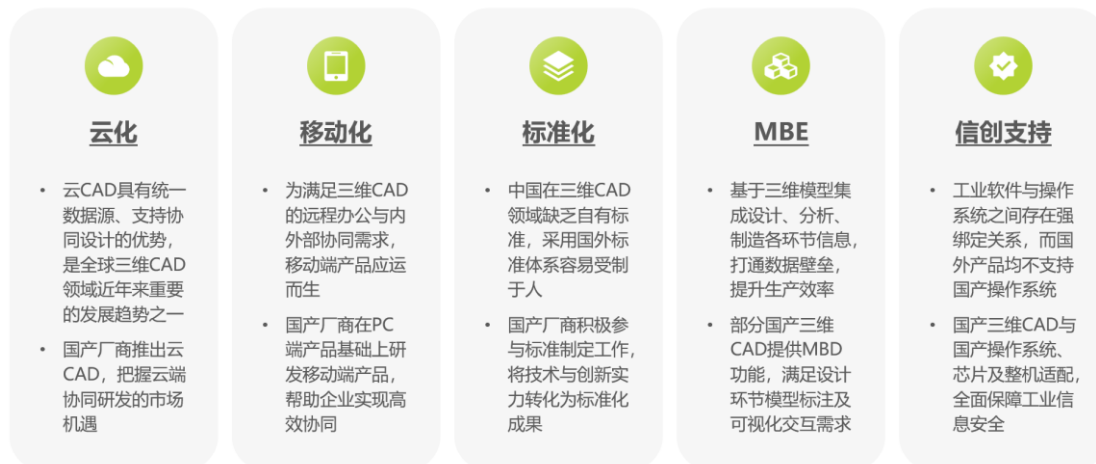 云化
• 云CAD具有统一
数据源、支持协
同设计的优势，
是全球三维CAD
领域近年来重要
的发展趋势之一
• 国产厂商推出云
CAD，把握云端
协同研发的市场
机遇
移动化
• 为满足三维CAD
的远程办公与内
外部协同需求，
移动端产品应运
而生
• 国产厂商在PC
端产品基础上研
发移动端产品，
帮助企业实现高
效协同
标准化
• 中国在三维CAD
领域缺乏自有标
准，采用国外标
准体系容易受制
于人
• 国产厂商积极参
与标准制定工作，
将技术与创新实
力转化为标准化
成果
MBE
• 基于三维模型集
成设计、分析、
制造各环节信息，
打通数据壁垒，
提升生产效率
• 部分国产三维
CAD提供MBD
功能，满足设计
环节模型标注及
可视化交互需求
信创支持
• 工业软件与操作
系统之间存在强
绑定关系，而国
外产品均不支持
国产操作系统
• 国产三维CAD与
国产操作系统、
芯片及整机适配，
全面保障工业信
息安全